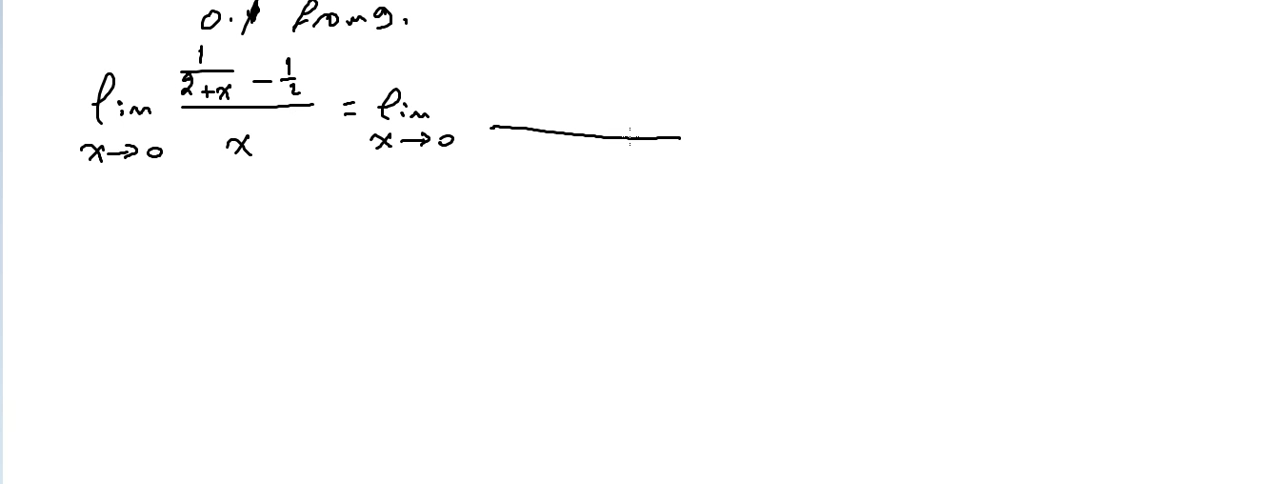 0.1 from 9.
lim x→0 (1/(2+x) − 1/2)/x = lim x→0